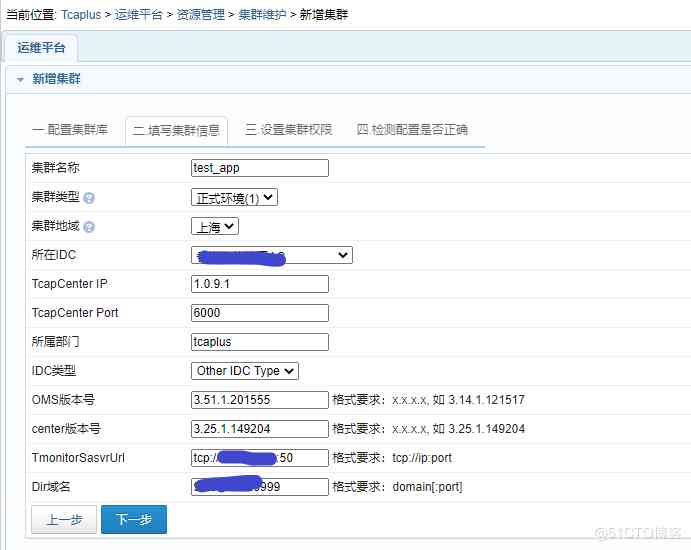 当前位置: Tcaplus > 运维平台 > 资源管理 > 集群维护 > 新增集群
运维平台
新增集群
一.配置集群库 二.填写集群信息 三.设置集群权限 四.检测配置是否正确
集群名称 test_app
集群类型 ? 正式环境(1)
集群地域 ? 上海
所在IDC
TcapCenter IP 1.0.9.1
TcapCenter Port 6000
所属部门 tcaplus
IDC类型 Other IDC Type
OMS版本号 3.51.1.201555 格式要求：x.x.x.x, 如 3.14.1.121517
center版本号 3.25.1.149204 格式要求：x.x.x.x, 如 3.25.1.149204
TmonitorSasvrUrl tcp:/ :50 格式要求：tcp://ip:port
Dir域名 9999 格式要求：domain[:port]
上一步 下一步
@51CTO博客